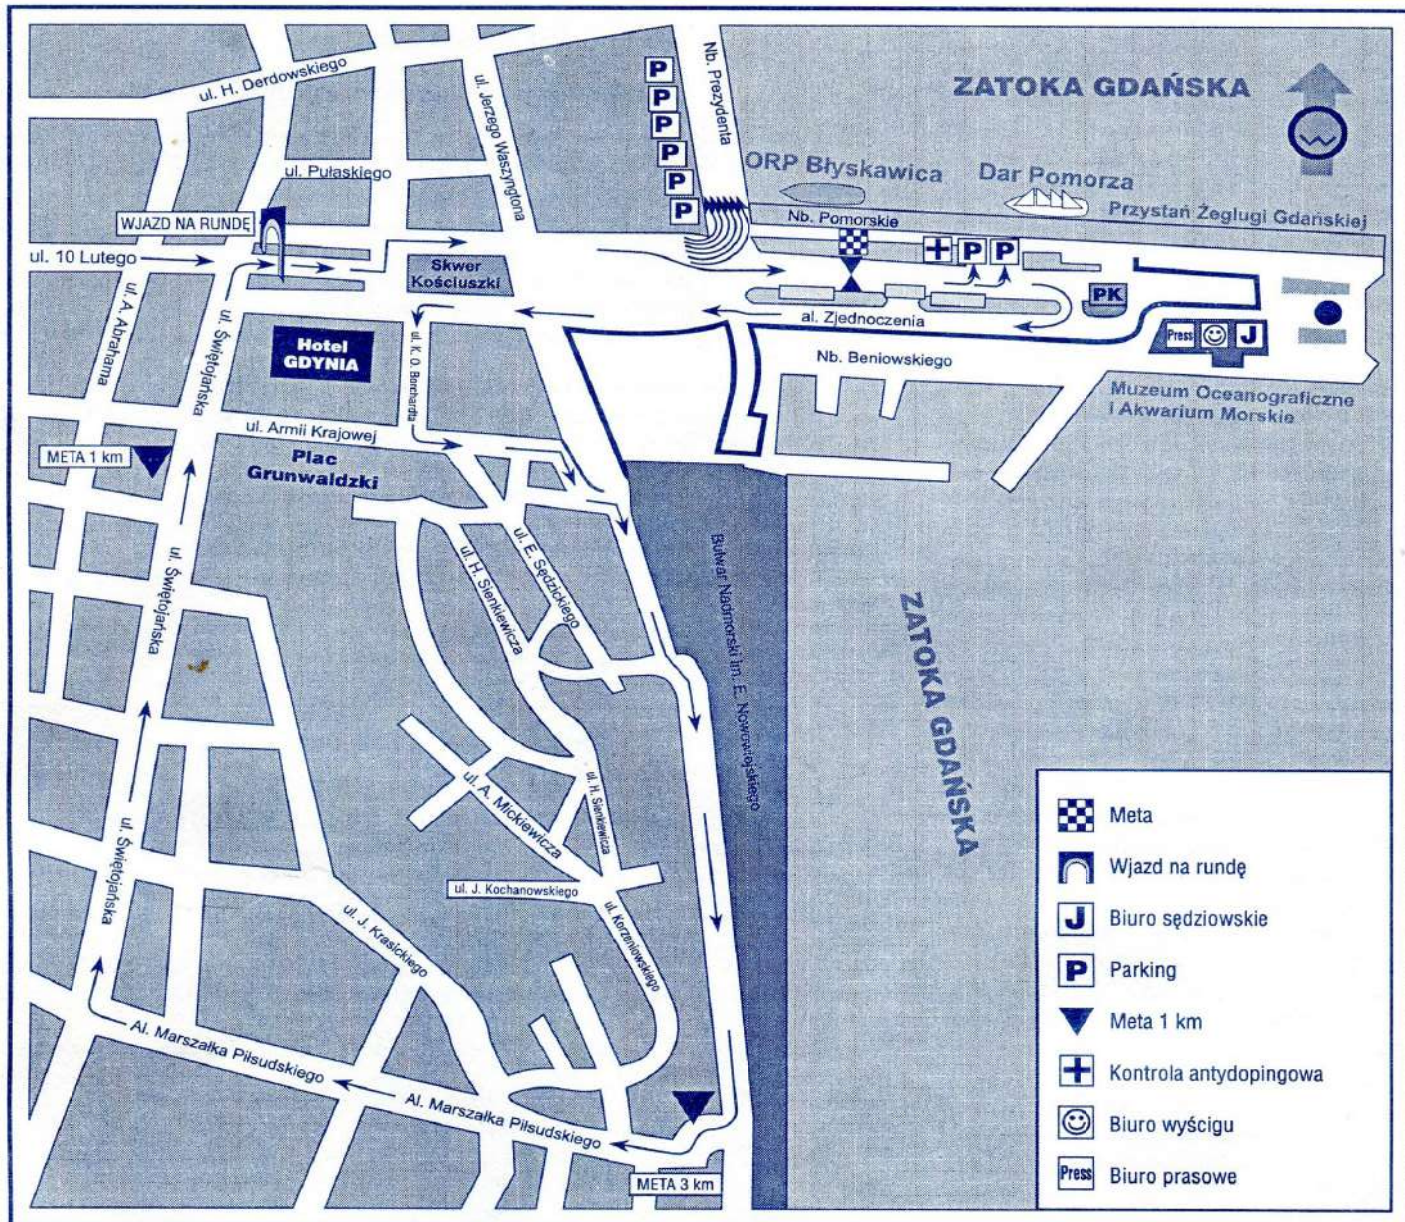 ul. H. Derdowskiego
ul. Jerzego Waszyngtona
Nb. Prezydenta
P
P
P
P
P
P
ZATOKA GDAŃSKA
W
ul. Pułaskiego
ORP Błyskawica
Dar Pomorza
Nb. Pomorskie
Przystań Żeglugi Gdańskiej
WJAZD NA RUNDĘ
ul. 10 Lutego
Skwer
Kościuszki
P
P
PK
al. Zjednoczenia
ul. A. Abrahama
ul. Świętojańska
Hotel
GDYNIA
ul. K. O. Borchardta
Press
J
Nb. Beniowskiego
Muzeum Oceanograficzne
i Akwarium Morskie
ul. Armii Krajowej
META 1 km
Plac
Grunwaldzki
ul. Świętojańska
ul. H. Sienkiewicza
ul. E. Sędzickiego
Bulwar Nadmorski Im. E. Nowowiejskiego
ZATOKA GDAŃSKA
ul. A. Mickiewicza
ul. H. Sienkiewicza
ul. Świętojańska
ul. J. Kochanowskiego
ul. J. Krasickiego
ul. Korzeniowskiego
Al. Marszałka Piłsudskiego
Al. Marszałka Piłsudskiego
META 3 km
Meta
Wjazd na rundę
J Biuro sędziowskie
P Parking
Meta 1 km
Kontrola antydopingowa
Biuro wyścigu
Press Biuro prasowe